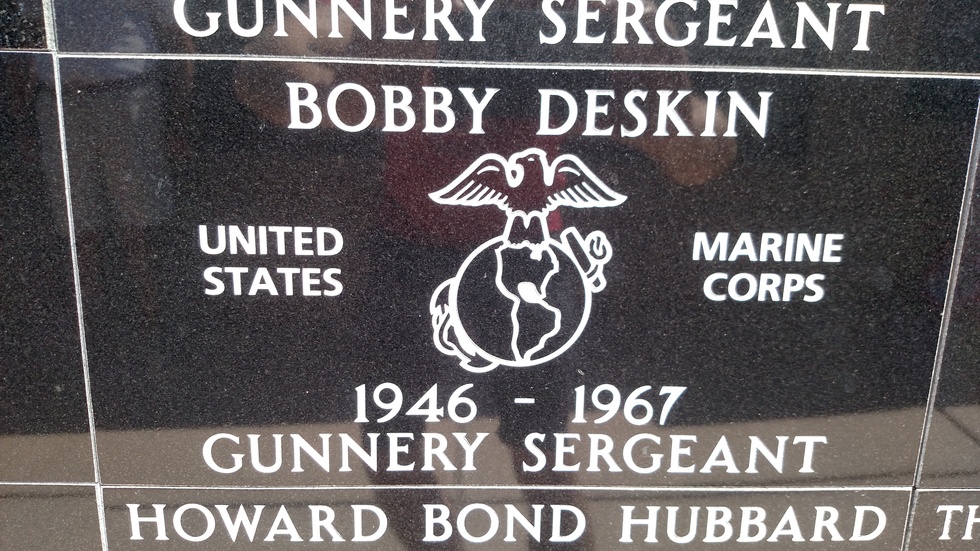 GUNNERY SERGEANT
BOBBY DESKIN
UNITED
STATES
MARINE
CORPS
1946 - 1967
GUNNERY SERGEANT
HOWARD BOND HUBBARD